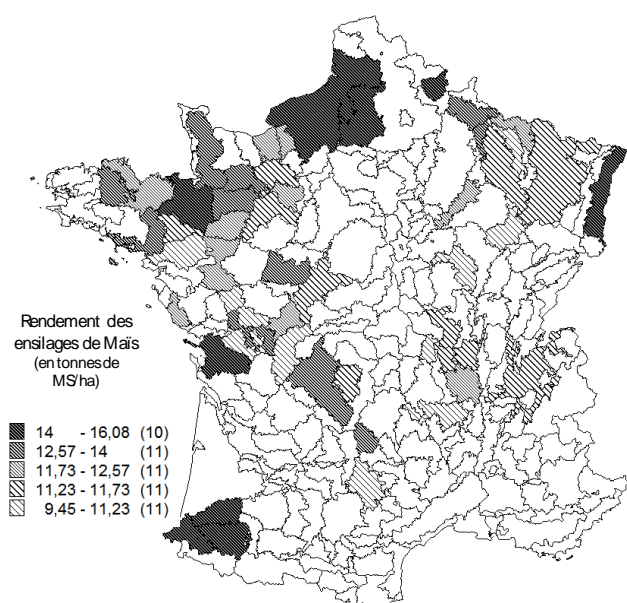 Rendement des
ensilages de Maïs
(en tonnes de
MS/ha)
14 - 16,08 (10)
12,57 - 14 (11)
11,73 - 12,57 (11)
11,23 - 11,73 (11)
9,45 - 11,23 (11)